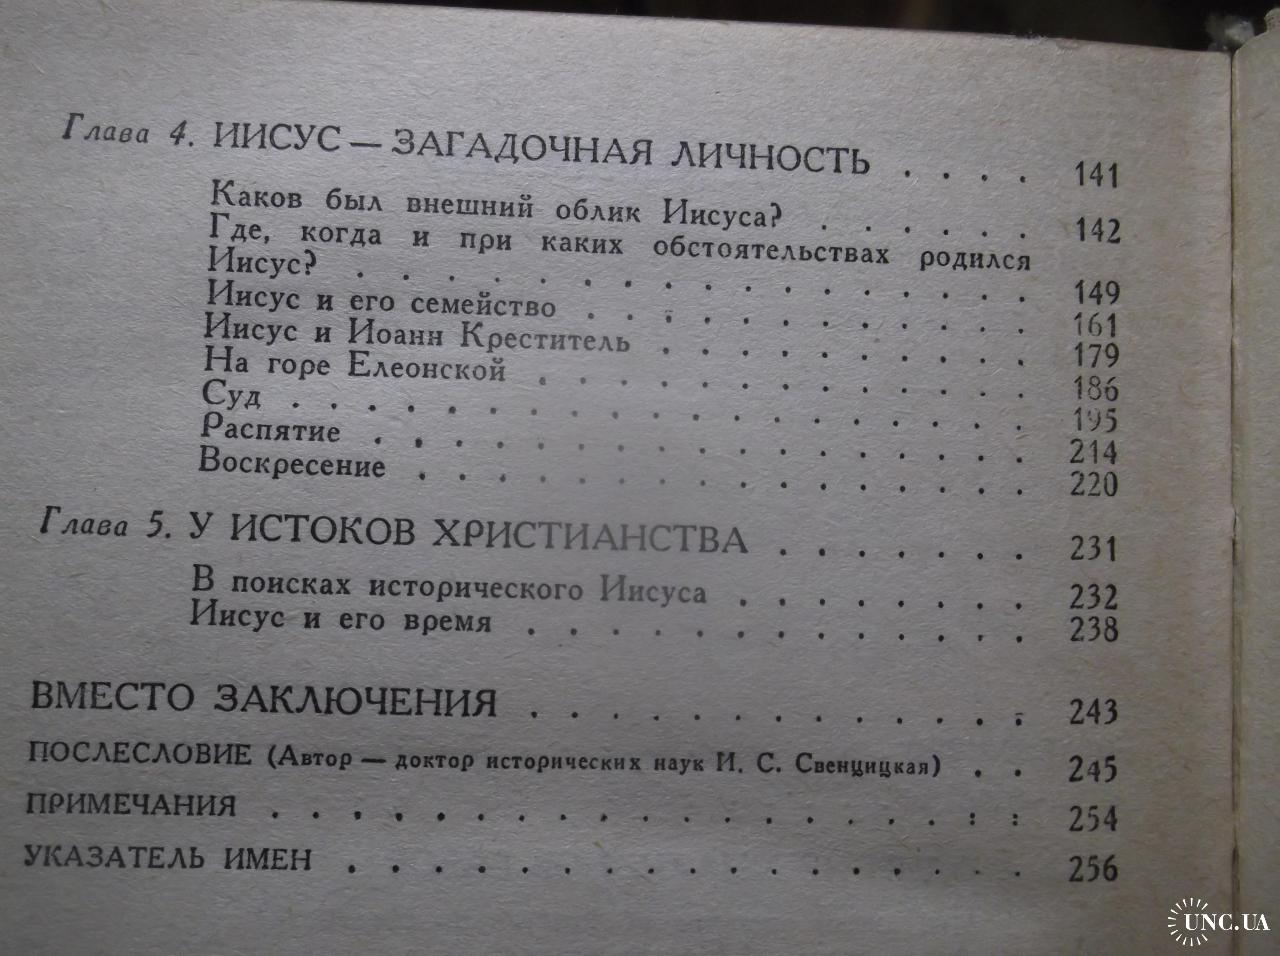 Глава 4. ИИСУС — ЗАГАДОЧНАЯ ЛИЧНОСТЬ . . . . 141
Каков был внешний облик Иисуса? . . . . . . 142
Где, когда и при каких обстоятельствах родился
Иисус? . . . . . . . . . . . . . . . . . 149
Иисус и его семейство . . . . . . . . . . . . 161
Иисус и Иоанн Креститель . . . . . . . . . . 179
На горе Елеонской . . . . . . . . . . . . . 186
Суд . . . . . . . . . . . . . . . . . . . 195
Распятие . . . . . . . . . . . . . . . . . 214
Воскресение . . . . . . . . . . . . . . . . 220
Глава 5. У ИСТОКОВ ХРИСТИАНСТВА . . . . . . . 231
В поисках исторического Иисуса . . . . . . . . 232
Иисус и его время . . . . . . . . . . . . . 238
ВМЕСТО ЗАКЛЮЧЕНИЯ . . . . . . . . . . . . . 243
ПОСЛЕСЛОВИЕ (Автор — доктор исторических наук И. С. Свенцицкая) . . 245
ПРИМЕЧАНИЯ . . . . . . . . . . . . . . . . . : : 254
УКАЗАТЕЛЬ ИМЕН . . . . . . . . . . . . . . . . . 256
UNC.UA